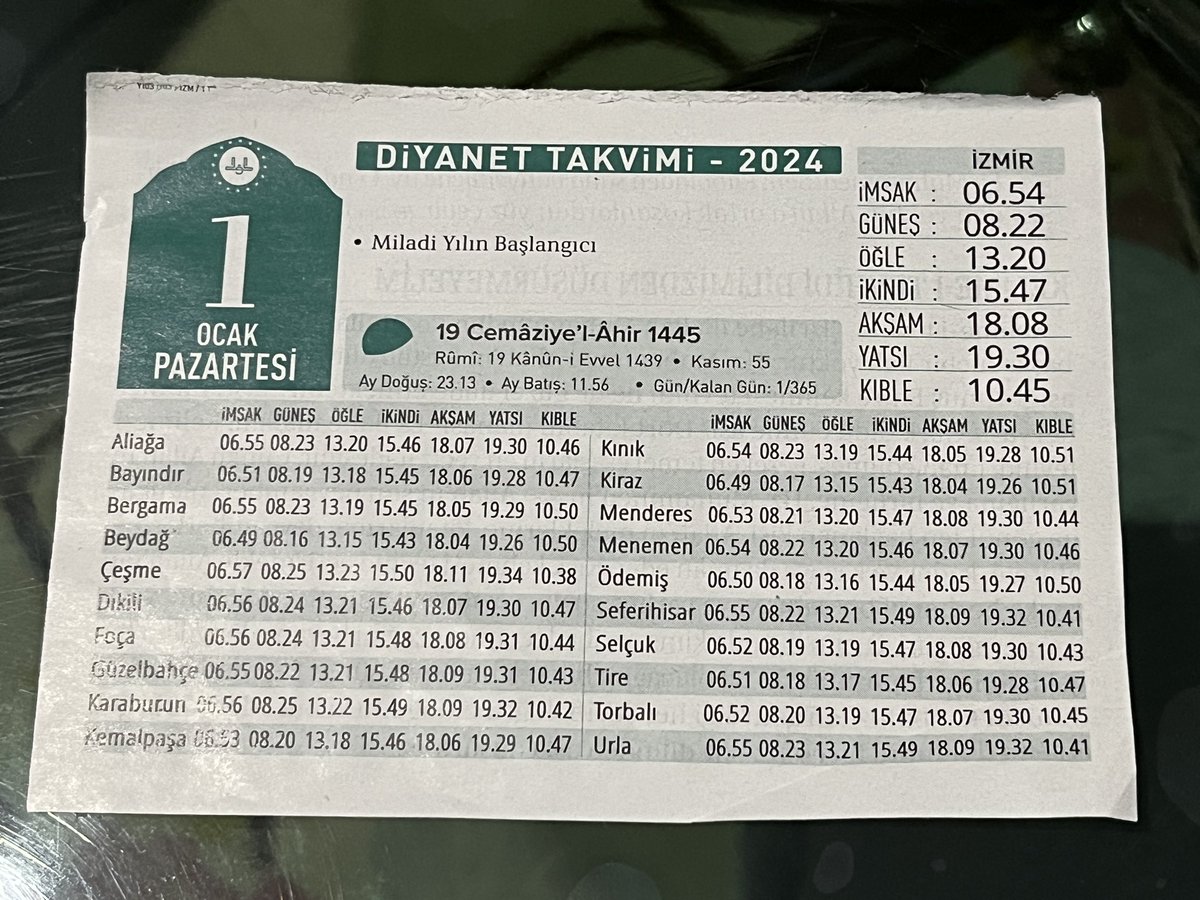 DİYANET TAKVİMİ - 2024
1
OCAK
PAZARTESİ
• Miladi Yılın Başlangıcı
19 Cemâziye'l-Âhir 1445
Rûmî: 19 Kânûn-i Evvel 1439 • Kasım: 55
Ay Doğuş: 23.13 • Ay Batış: 11.56 • Gün/Kalan Gün: 1/365
İZMİR
İMSAK : 06.54
GÜNEŞ : 08.22
ÖĞLE : 13.20
İKİNDİ : 15.47
AKŞAM : 18.08
YATSI : 19.30
KIBLE : 10.45
İMSAK GÜNEŞ ÖĞLE İKİNDİ AKŞAM YATSI KIBLE
Aliağa 06.55 08.23 13.20 15.46 18.07 19.30 10.46
Bayındır 06.51 08.19 13.18 15.45 18.06 19.28 10.47
Bergama 06.55 08.23 13.19 15.45 18.05 19.29 10.50
Beydağ 06.49 08.16 13.15 15.43 18.04 19.26 10.50
Çeşme 06.57 08.25 13.23 15.50 18.11 19.34 10.38
Dikili 06.56 08.24 13.21 15.46 18.07 19.30 10.47
Foça 06.56 08.24 13.21 15.48 18.08 19.31 10.44
Güzelbahçe 06.55 08.22 13.21 15.48 18.09 19.31 10.43
Karaburun 06.56 08.25 13.22 15.49 18.09 19.32 10.42
Kemalpaşa 06.53 08.20 13.18 15.46 18.06 19.29 10.47
İMSAK GÜNEŞ ÖĞLE İKİNDİ AKŞAM YATSI KIBLE
Kınık 06.54 08.23 13.19 15.44 18.05 19.28 10.51
Kiraz 06.49 08.17 13.15 15.43 18.04 19.26 10.51
Menderes 06.53 08.21 13.20 15.47 18.08 19.30 10.44
Menemen 06.54 08.22 13.20 15.46 18.07 19.30 10.46
Ödemiş 06.50 08.18 13.16 15.44 18.05 19.27 10.50
Seferihisar 06.55 08.22 13.21 15.49 18.09 19.32 10.41
Selçuk 06.52 08.19 13.19 15.47 18.08 19.30 10.43
Tire 06.51 08.18 13.17 15.45 18.06 19.28 10.47
Torbalı 06.52 08.20 13.19 15.47 18.07 19.30 10.45
Urla 06.55 08.23 13.21 15.49 18.09 19.32 10.41